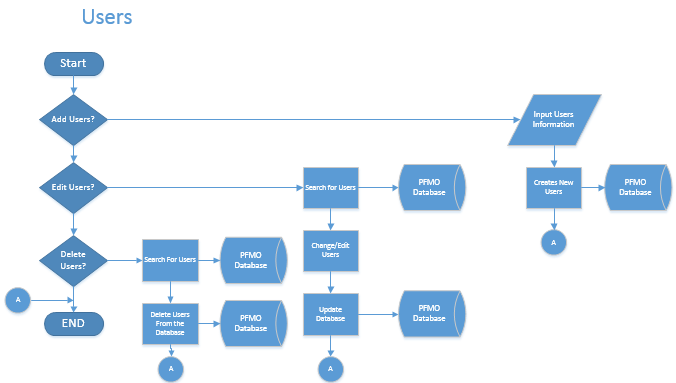 Users
Start
Add Users?
Input Users
Information
Edit Users?
Search for Users
PFMO
Database
Creates New
Users
PFMO
Database
Delete
Users?
Search For Users
PFMO
Database
Change/Edit
Users
A
A
END
Delete Users
From the
Database
PFMO
Database
Update
Database
PFMO
Database
A
A